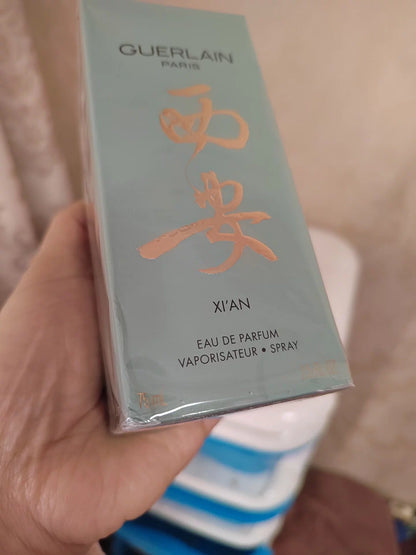 GUERLAIN
PARIS
西
安
XI'AN
EAU DE PARFUM
VAPORISATEUR • SPRAY